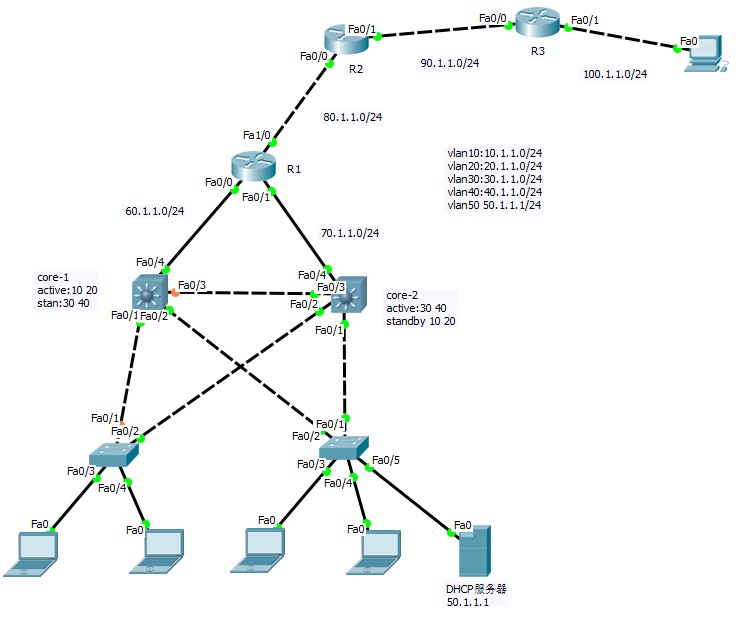 Fa0/1
Fa0/0
R2
90.1.1.0/24
Fa0/0
Fa0/1
R3
100.1.1.0/24
Fa0
80.1.1.0/24
Fa1/0
R1
Fa0/0
Fa0/1
vlan10:10.1.1.0/24
vlan20:20.1.1.0/24
vlan30:30.1.1.0/24
vlan40:40.1.1.0/24
vlan50 50.1.1.1/24
60.1.1.0/24
70.1.1.0/24
core-1
active:10 20
stan:30 40
Fa0/4
Fa0/3
Fa0/1
Fa0/2
Fa0/4
Fa0/3
Fa0/2
Fa0/1
core-2
active:30 40
standby 10 20
Fa0/1
Fa0/2
Fa0/3
Fa0/4
Fa0/1
Fa0/2
Fa0/3
Fa0/4
Fa0/5
Fa0
Fa0
Fa0
Fa0
Fa0
DHCP服务器
50.1.1.1